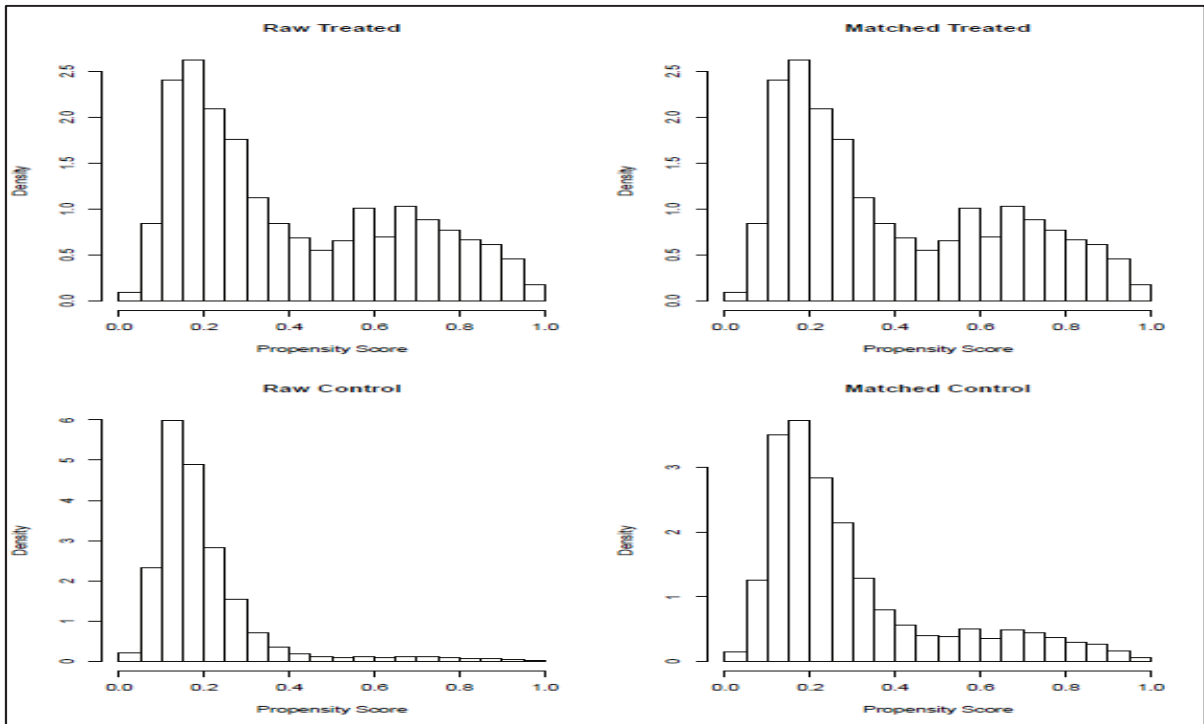 Raw Treated
Density
0.0 0.5 1.0 1.5 2.0 2.5
0.0 0.2 0.4 0.6 0.8 1.0
Propensity Score
Matched Treated
Density
0.0 0.5 1.0 1.5 2.0 2.5
0.0 0.2 0.4 0.6 0.8 1.0
Propensity Score
Raw Control
Density
0 1 2 3 4 5 6
0.0 0.2 0.4 0.6 0.8 1.0
Propensity Score
Matched Control
Density
0 1 2 3
0.0 0.2 0.4 0.6 0.8 1.0
Propensity Score